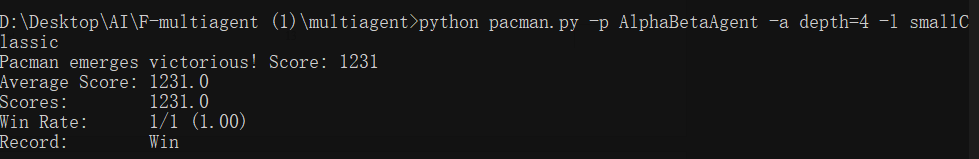 D:\Desktop\AI\F-multiagent (1)\multiagent>python pacman.py -p AlphaBetaAgent -a depth=4 -l smallC
lassic
Pacman emerges victorious! Score: 1231
Average Score: 1231.0
Scores:        1231.0
Win Rate:      1/1 (1.00)
Record:        Win